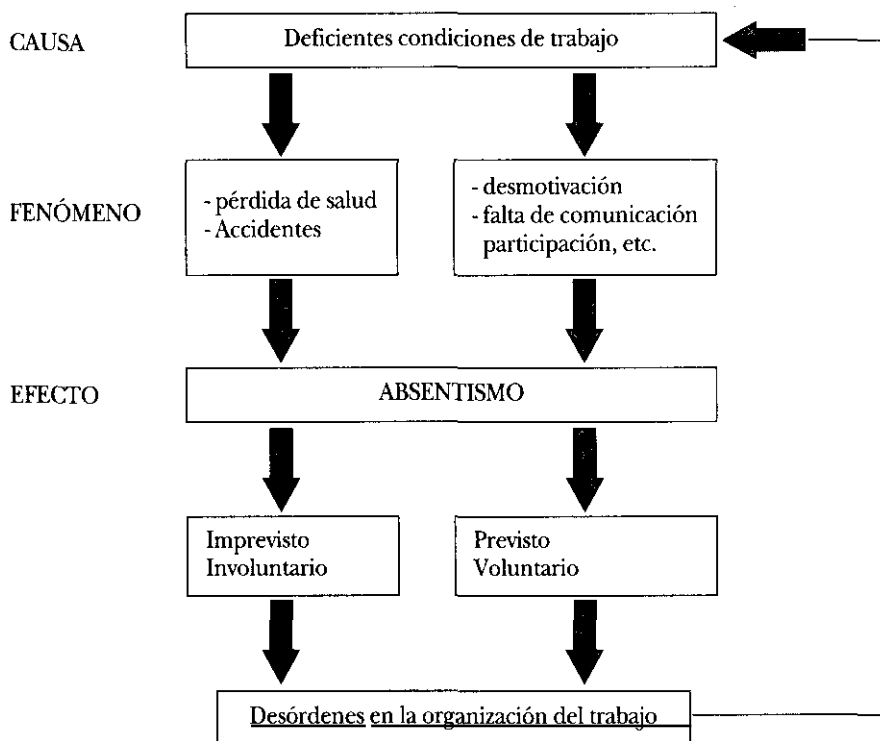 CAUSA
Deficientes condiciones de trabajo
FENÓMENO
- pérdida de salud
- Accidentes
- desmotivación
- falta de comunicación
participación, etc.
EFECTO
ABSENTISMO
Imprevisto
Involuntario
Previsto
Voluntario
Desórdenes en la organización del trabajo